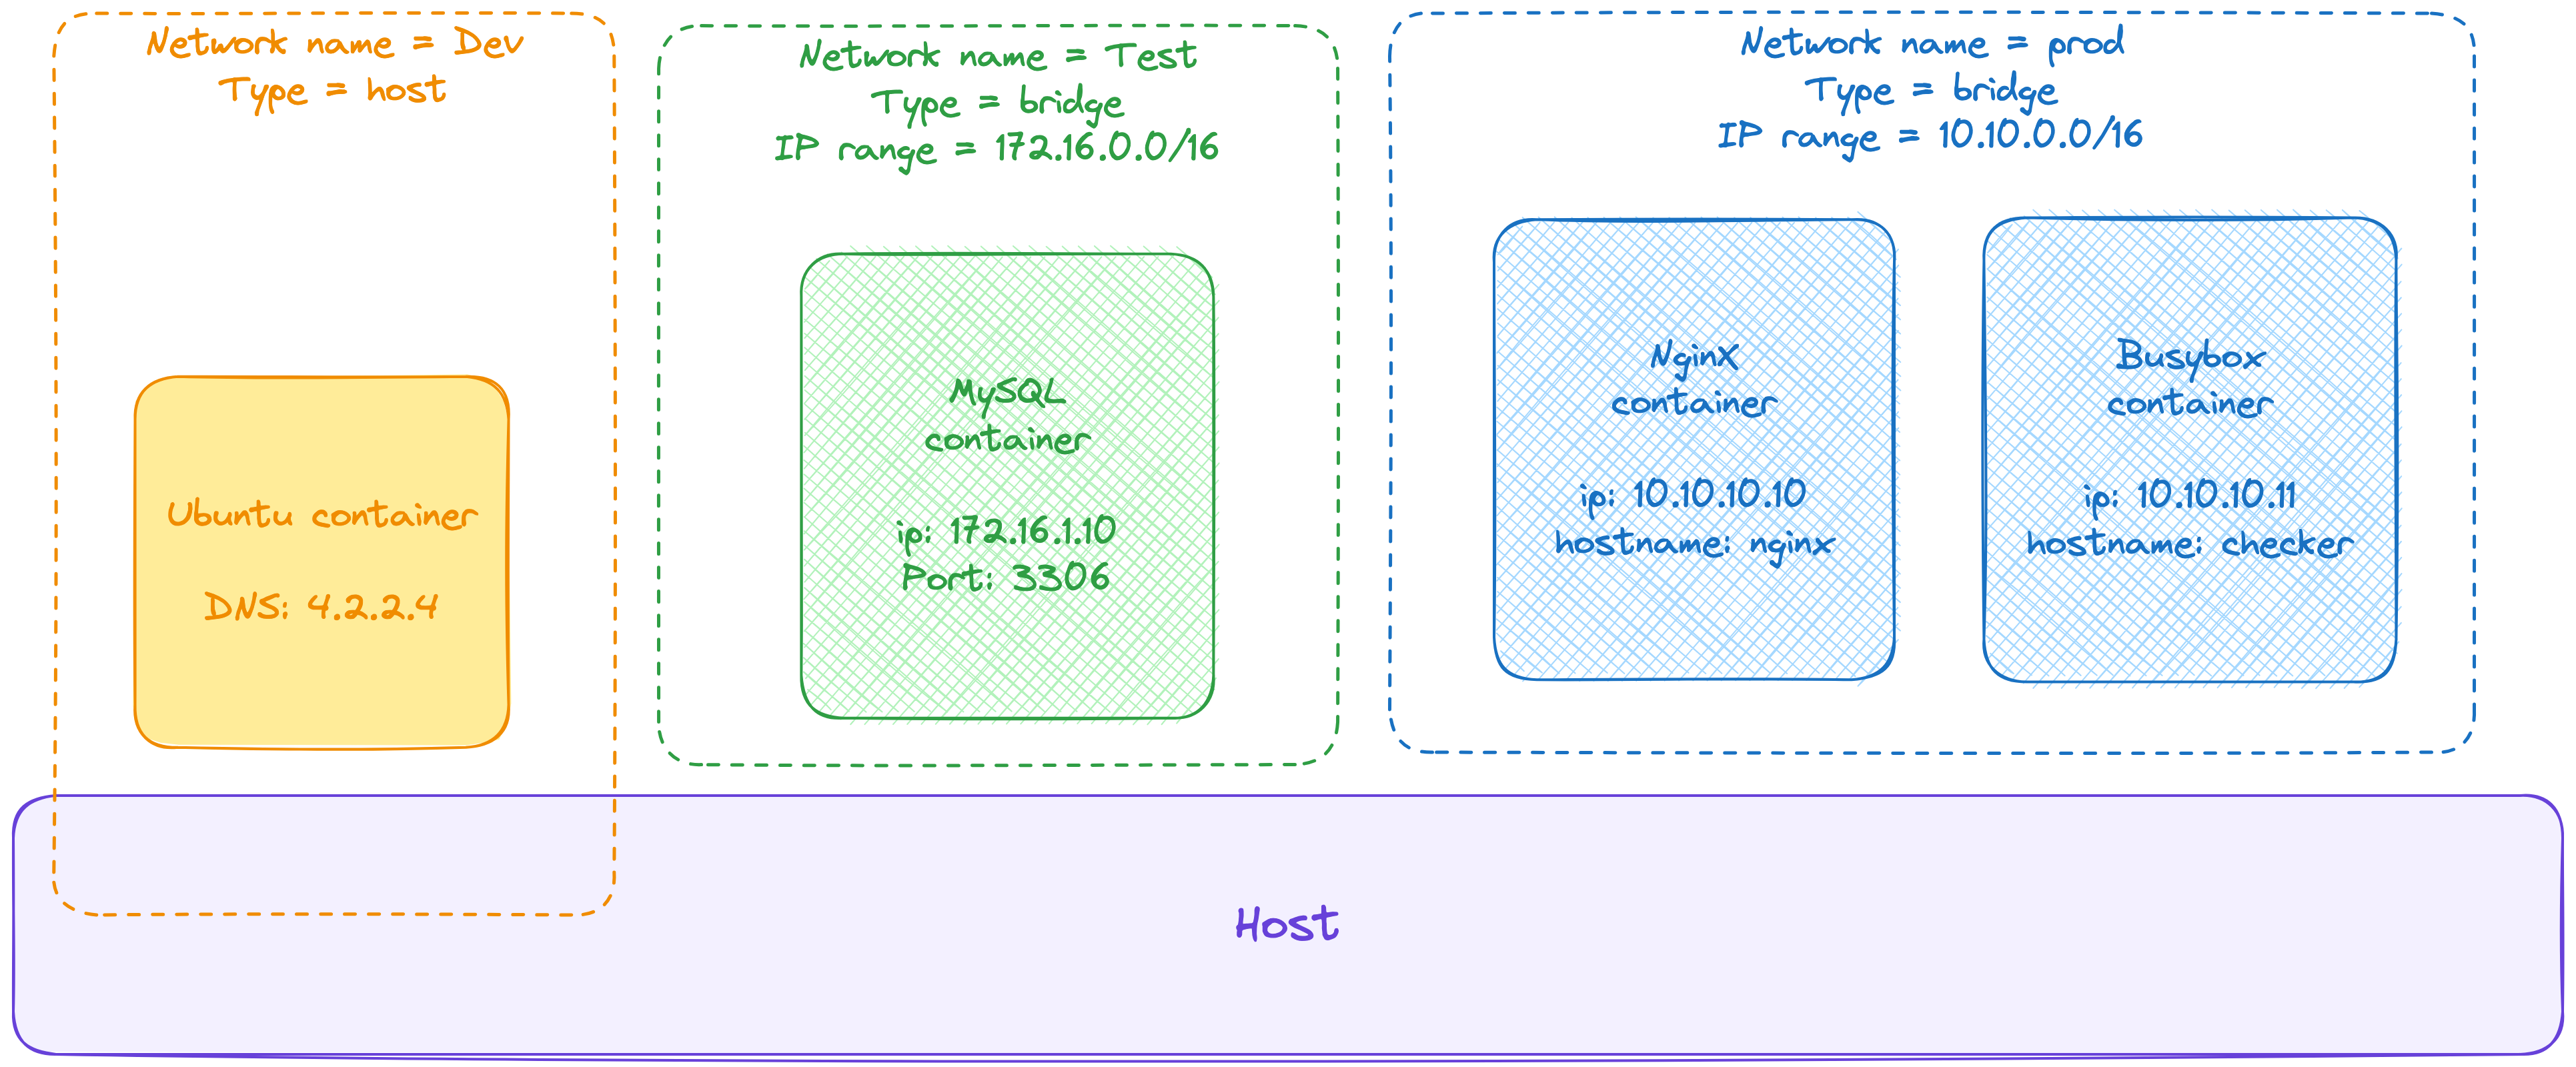 Network name = Dev
Type = host
Ubuntu container
DNS: 4.2.2.4
Network name = Test
Type = bridge
IP range = 172.16.0.0/16
MySQL
container
ip: 172.16.1.10
Port: 3306
Network name = prod
Type = bridge
IP range = 10.10.0.0/16
NginX
container
ip: 10.10.10.10
hostname: nginx
Busybox
container
ip: 10.10.10.11
hostname: checker
Host